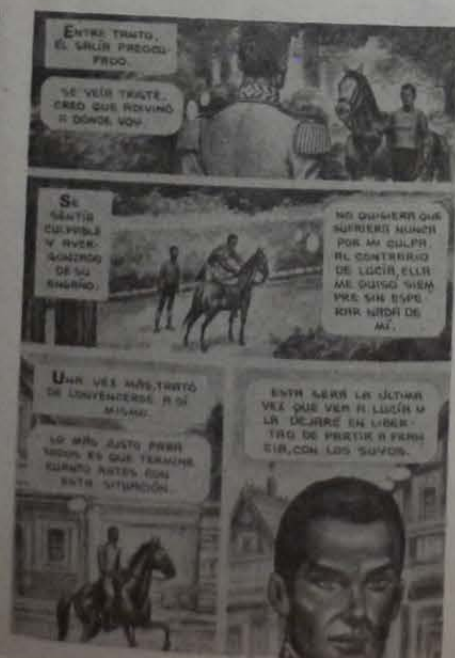 ENTRE TANTO,
ÉL SALÍA PREOCU-
PADO.
SE VEÍA TRISTE,
CREO QUE ADIVINÓ
A DONDE VOY.
SE
SENTÍA
CULPABLE
Y AVER-
GONZADO
DE SU
ENGAÑO.
NO QUISIERA QUE
SUFRIERA NUNCA
POR MI CULPA.
AL CONTRARIO
DE LUCÍA, ELLA
ME QUISO SIEM
PRE SIN ESPE
RAR NADA DE
MÍ.
UNA VEZ MÁS, TRATÓ
DE CONVENCERSE A SÍ
MISMO.
LO MÁS JUSTO PARA
TODOS ES QUE TERMINE
CUANTO ANTES CON
ESTA SITUACIÓN.
ESTA SERÁ LA ÚLTIMA
VEZ QUE VEA A LUCÍA Y
LA DEJARÉ EN LIBER-
TAD DE PARTIR A FRAN
CIA, CON LOS SUYOS.